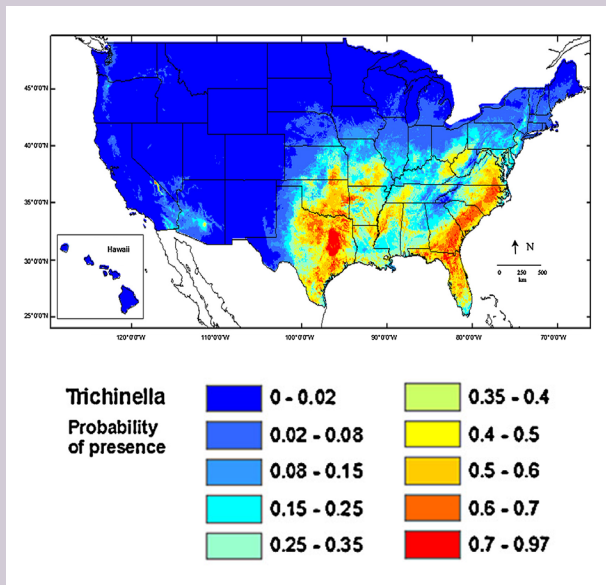 45°0'0"N
40°0'0"N
35°0'0"N
30°0'0"N
25°0'0"N
Hawaii
N
0 250 500
km
120°0'0"W 110°0'0"W 100°0'0"W 90°0'0"W 80°0'0"W 70°0'0"W
Trichinella
Probability
of presence
0 - 0.02
0.02 - 0.08
0.08 - 0.15
0.15 - 0.25
0.25 - 0.35
0.35 - 0.4
0.4 - 0.5
0.5 - 0.6
0.6 - 0.7
0.7 - 0.97